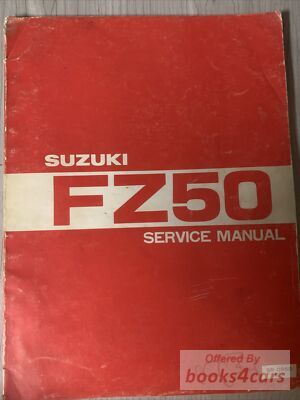 SUZUKI
FZ50
SERVICE MANUAL
Offered By
books4cars